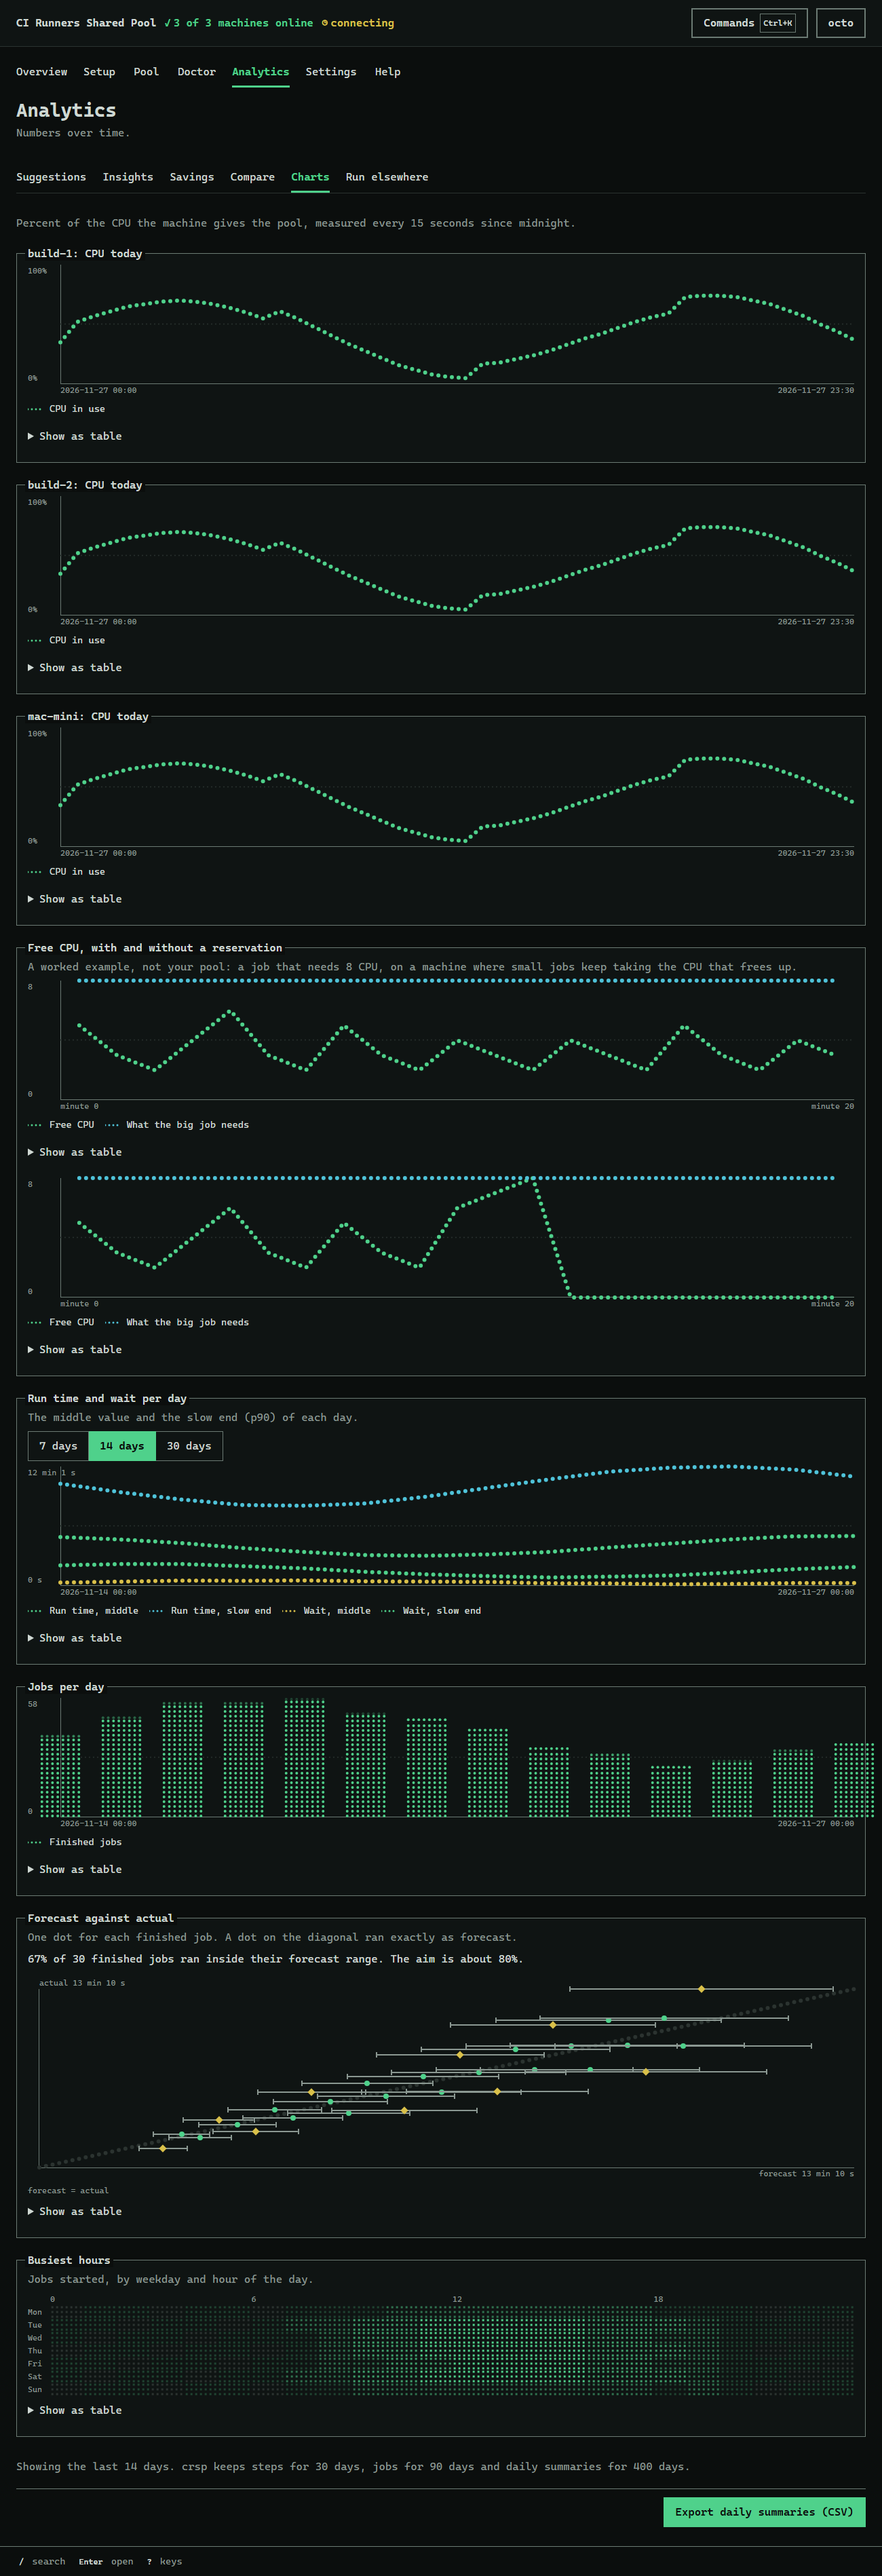 CI Runners Shared Pool ✓ 3 of 3 machines online connecting Commands Ctrl+K octo
Overview Setup Pool Doctor Analytics Settings Help
Analytics
Numbers over time.
Suggestions Insights Savings Compare Charts Run elsewhere
Percent of the CPU the machine gives the pool, measured every 15 seconds since midnight.
build-1: CPU today
100%
0%
2026-11-27 00:00 2026-11-27 23:30
CPU in use
▶ Show as table
build-2: CPU today
100%
0%
2026-11-27 00:00 2026-11-27 23:30
CPU in use
▶ Show as table
mac-mini: CPU today
100%
0%
2026-11-27 00:00 2026-11-27 23:30
CPU in use
▶ Show as table
Free CPU, with and without a reservation
A worked example, not your pool: a job that needs 8 CPU, on a machine where small jobs keep taking the CPU that frees up.
8
0
minute 0 minute 20
Free CPU What the big job needs
▶ Show as table
8
0
minute 0 minute 20
Free CPU What the big job needs
▶ Show as table
Run time and wait per day
The middle value and the slow end (p90) of each day.
7 days 14 days 30 days
12 min 1 s
0 s
2026-11-14 00:00 2026-11-27 00:00
Run time, middle Run time, slow end Wait, middle Wait, slow end
▶ Show as table
Jobs per day
58
0
2026-11-14 00:00 2026-11-27 00:00
Finished jobs
▶ Show as table
Forecast against actual
One dot for each finished job. A dot on the diagonal ran exactly as forecast.
67% of 30 finished jobs ran inside their forecast range. The aim is about 80%.
actual 13 min 10 s
forecast 13 min 10 s
forecast = actual
▶ Show as table
Busiest hours
Jobs started, by weekday and hour of the day.
0 6 12 18
Mon
Tue
Wed
Thu
Fri
Sat
Sun
▶ Show as table
Showing the last 14 days. crsp keeps steps for 30 days, jobs for 90 days and daily summaries for 400 days.
Export daily summaries (CSV)
/ search Enter open ? keys